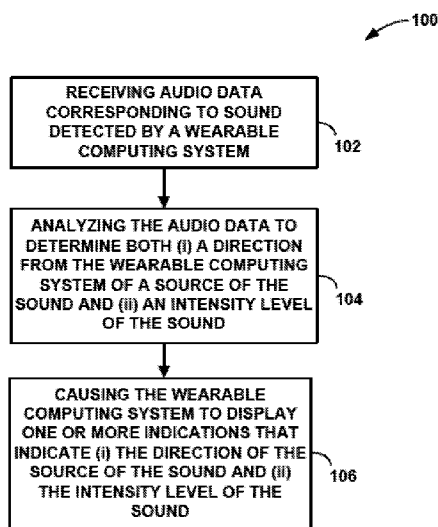 100
RECEIVING AUDIO DATA
CORRESPONDING TO SOUND
DETECTED BY A WEARABLE
COMPUTING SYSTEM
102
ANALYZING THE AUDIO DATA TO
DETERMINE BOTH (i) A DIRECTION
FROM THE WEARABLE COMPUTING
SYSTEM OF A SOURCE OF THE
SOUND AND (ii) AN INTENSITY LEVEL
OF THE SOUND
104
CAUSING THE WEARABLE
COMPUTING SYSTEM TO DISPLAY
ONE OR MORE INDICATIONS THAT
INDICATE (i) THE DIRECTION OF THE
SOURCE OF THE SOUND AND (ii)
THE INTENSITY LEVEL OF THE
SOUND
106